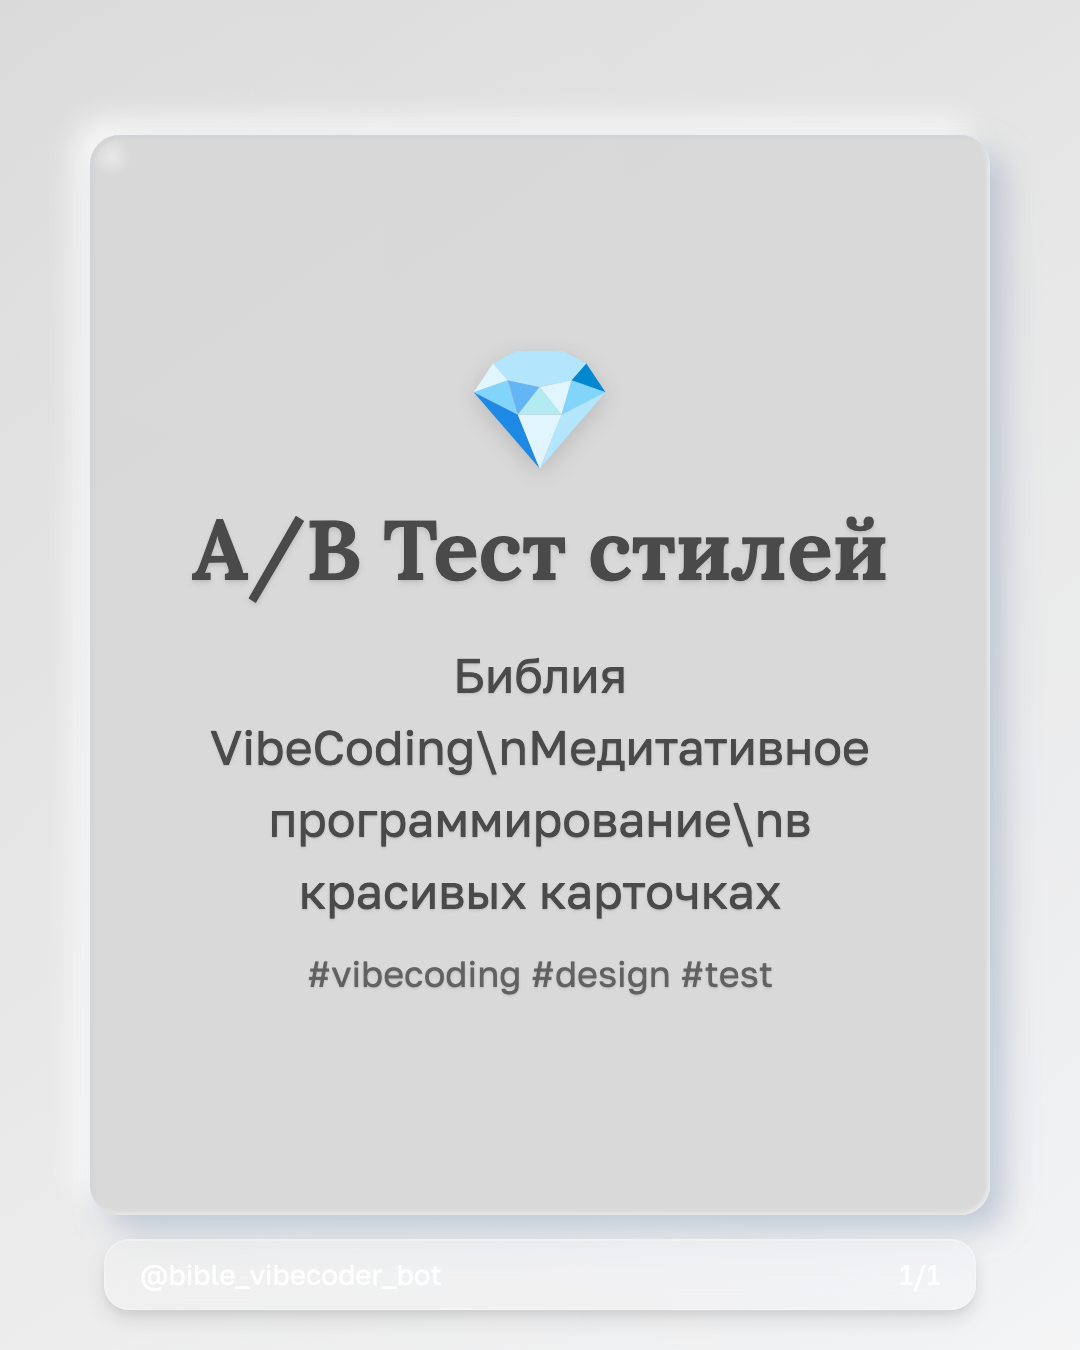 A/B Тест стилей
Библия
VibeCoding\nМедитативное
программирование\nв
красивых карточках
#vibecoding #design #test
@bible_vibecoder_bot 1/1